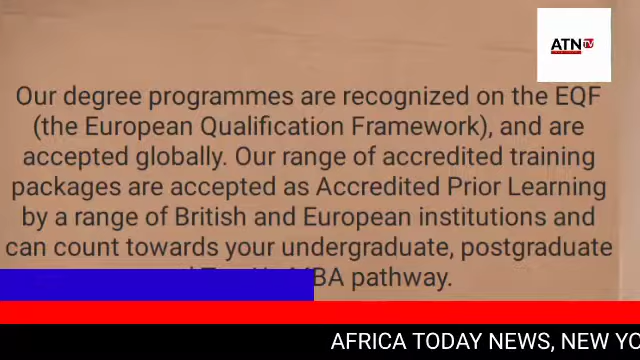 ATN TV
Our degree programmes are recognized on the EQF
(the European Qualification Framework), and are
accepted globally. Our range of accredited training
packages are accepted as Accredited Prior Learning
by a range of British and European institutions and
can count towards your undergraduate, postgraduate
pathway.
AFRICA TODAY NEWS, NEW YO